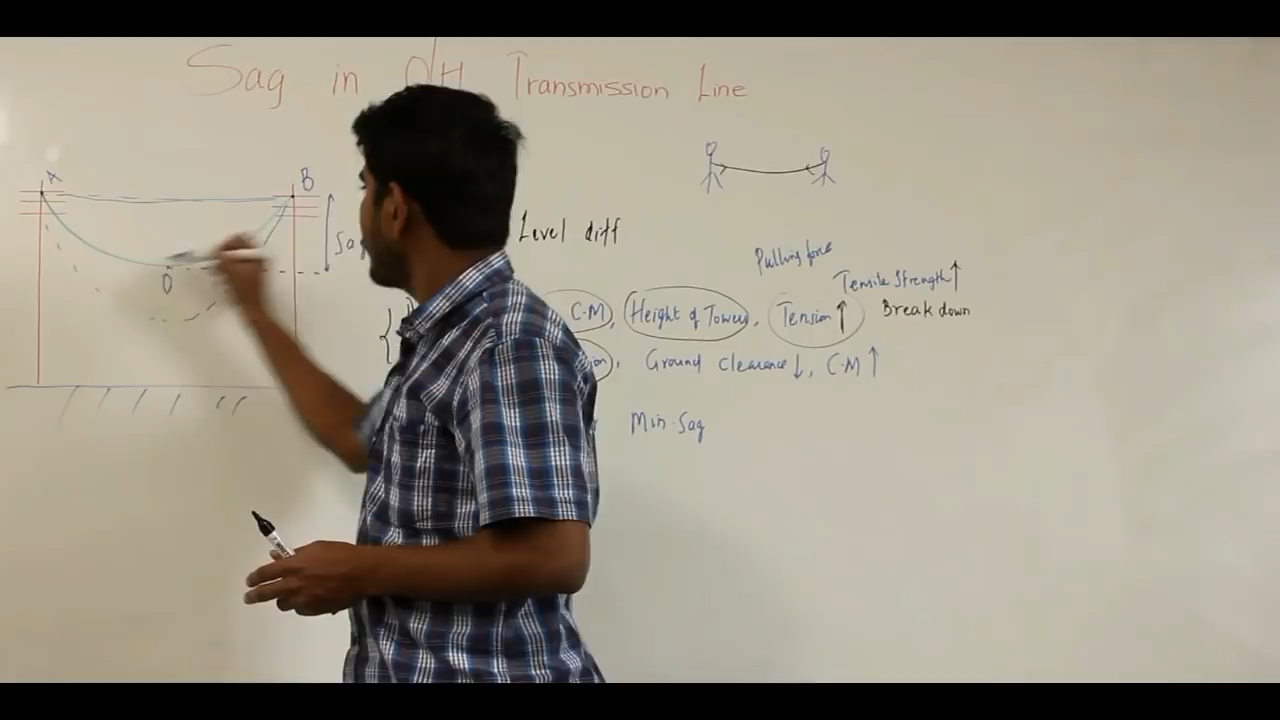 Sag in O/H Transmission Line
A
B
Sag
Level diff
O
Pulling force
Tensile Strength↑
{ C-M, Height of Tower, Tension↑ Break down
Ground Clearence↓, C-M↑
Min-Sag